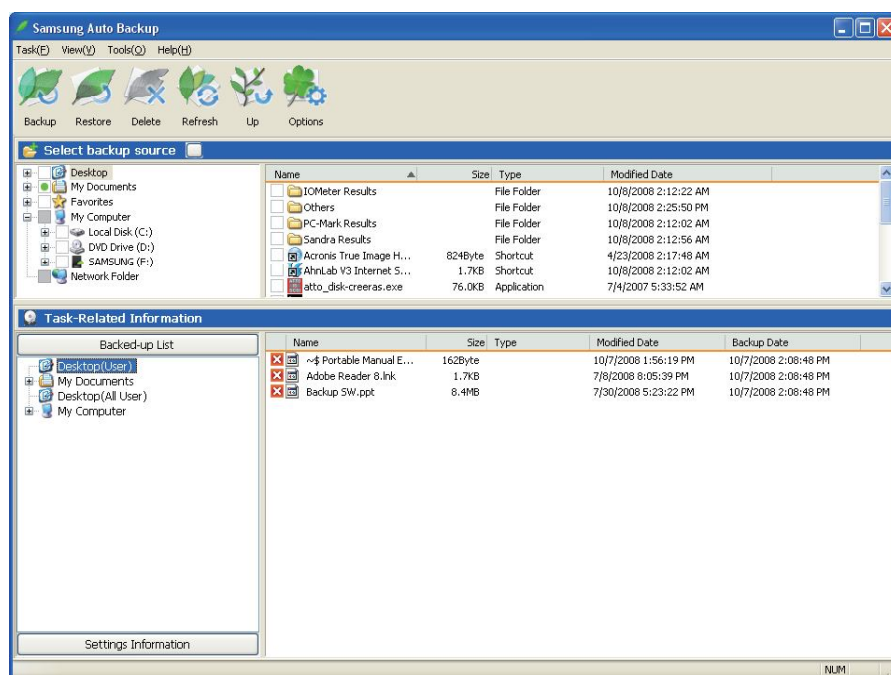 Samsung Auto Backup
Task(F) View(V) Tools(O) Help(H)
Backup Restore Delete Refresh Up Options
Select backup source
Desktop
My Documents
Favorites
My Computer
Local Disk (C:)
DVD Drive (D:)
SAMSUNG (F:)
Network Folder
Name Size Type Modified Date
IOMeter Results File Folder 10/8/2008 2:12:22 AM
Others File Folder 10/8/2008 2:25:50 PM
PC-Mark Results File Folder 10/8/2008 2:12:02 AM
Sandra Results File Folder 10/8/2008 2:12:56 AM
Acronis True Image H... 824Byte Shortcut 4/23/2008 2:17:48 AM
AhnLab V3 Internet S... 1.7KB Shortcut 10/8/2008 2:12:02 AM
atto_disk-creeras.exe 76.0KB Application 7/4/2007 5:33:52 AM
Task-Related Information
Backed-up List
Desktop(User)
My Documents
Desktop(All User)
My Computer
Name Size Type Modified Date Backup Date
~$ Portable Manual E... 162Byte 10/7/2008 1:56:19 PM 10/7/2008 2:08:48 PM
Adobe Reader 8.lnk 1.7KB 7/8/2008 8:05:39 PM 10/7/2008 2:08:48 PM
Backup SW.ppt 8.4MB 7/30/2008 5:23:22 PM 10/7/2008 2:08:48 PM
Settings Information
NUM